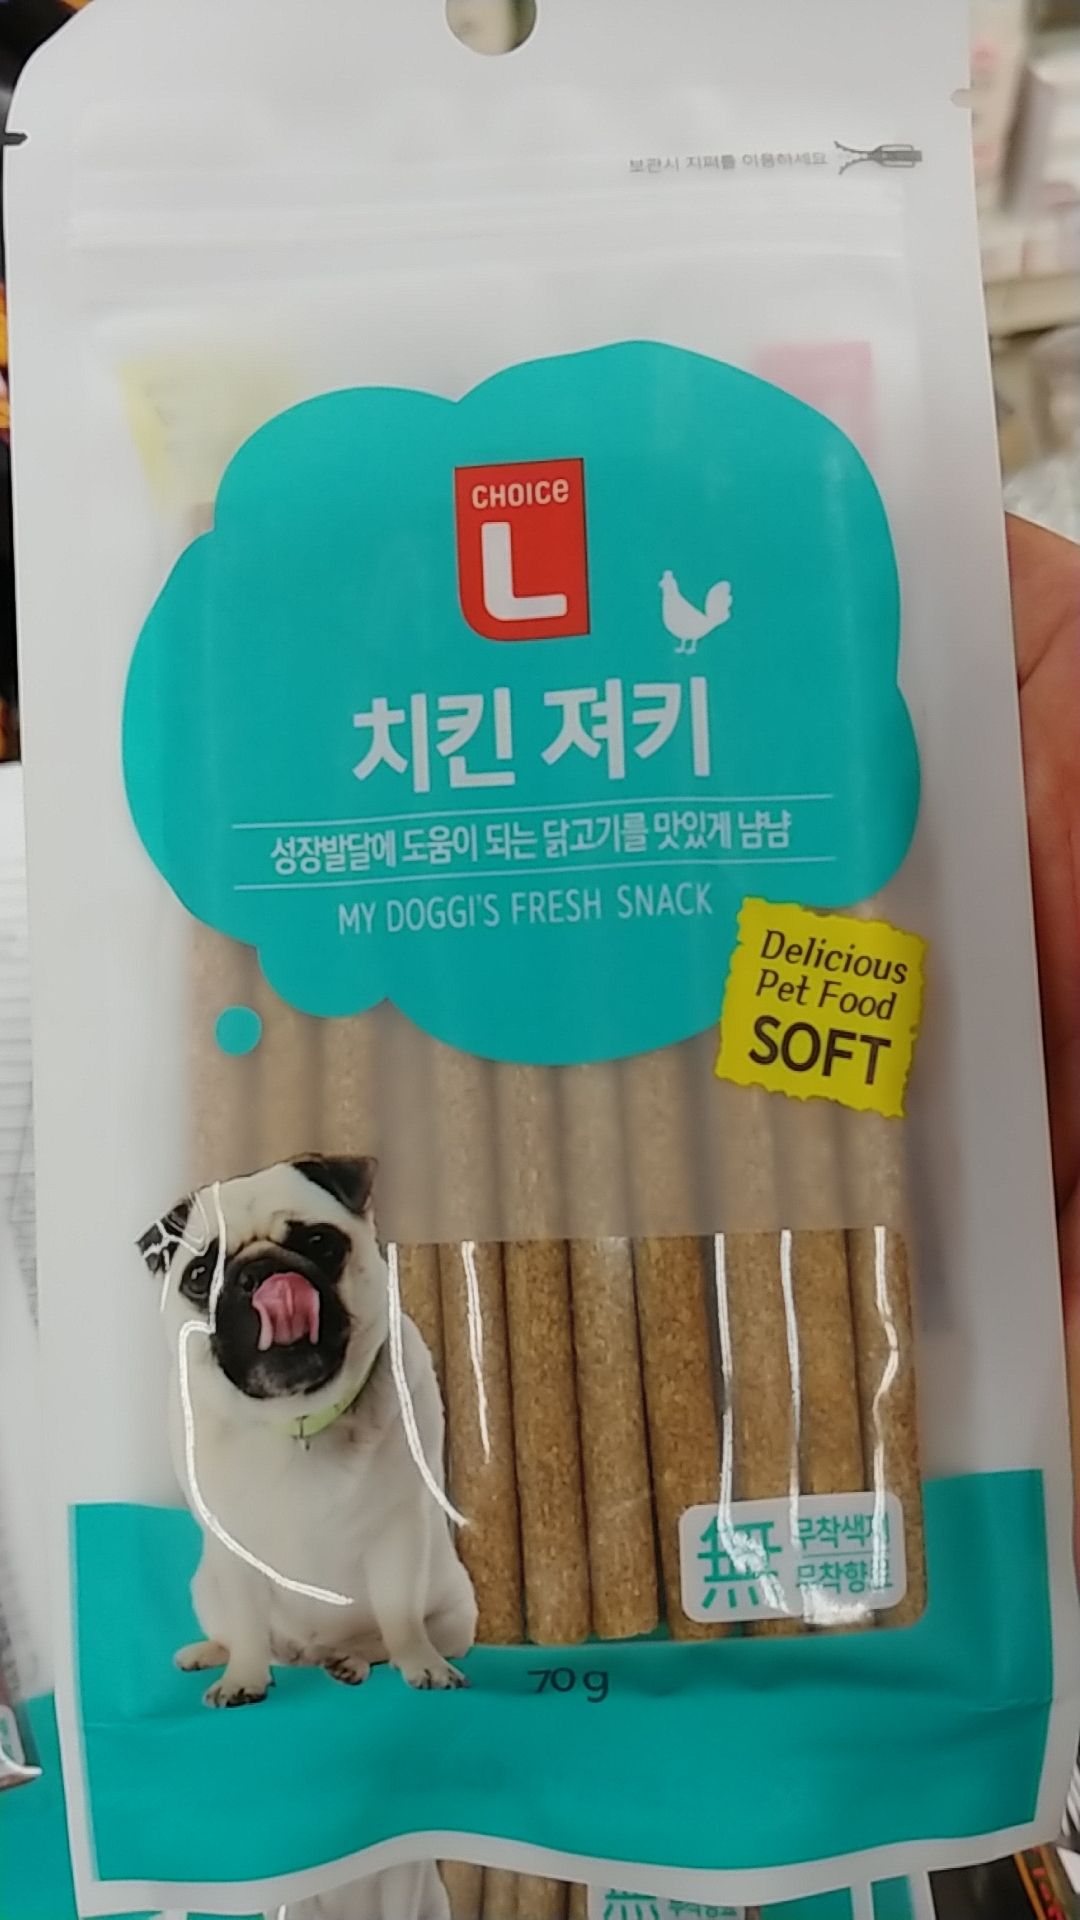 보관시 지퍼를 이용하세요
CHOICE
L
치킨 져키
성장발달에 도움이 되는 닭고기를 맛있게 냠냠
MY DOGGI'S FRESH SNACK
Delicious
Pet Food
SOFT
無 무착색제
무착향료
70 g
無